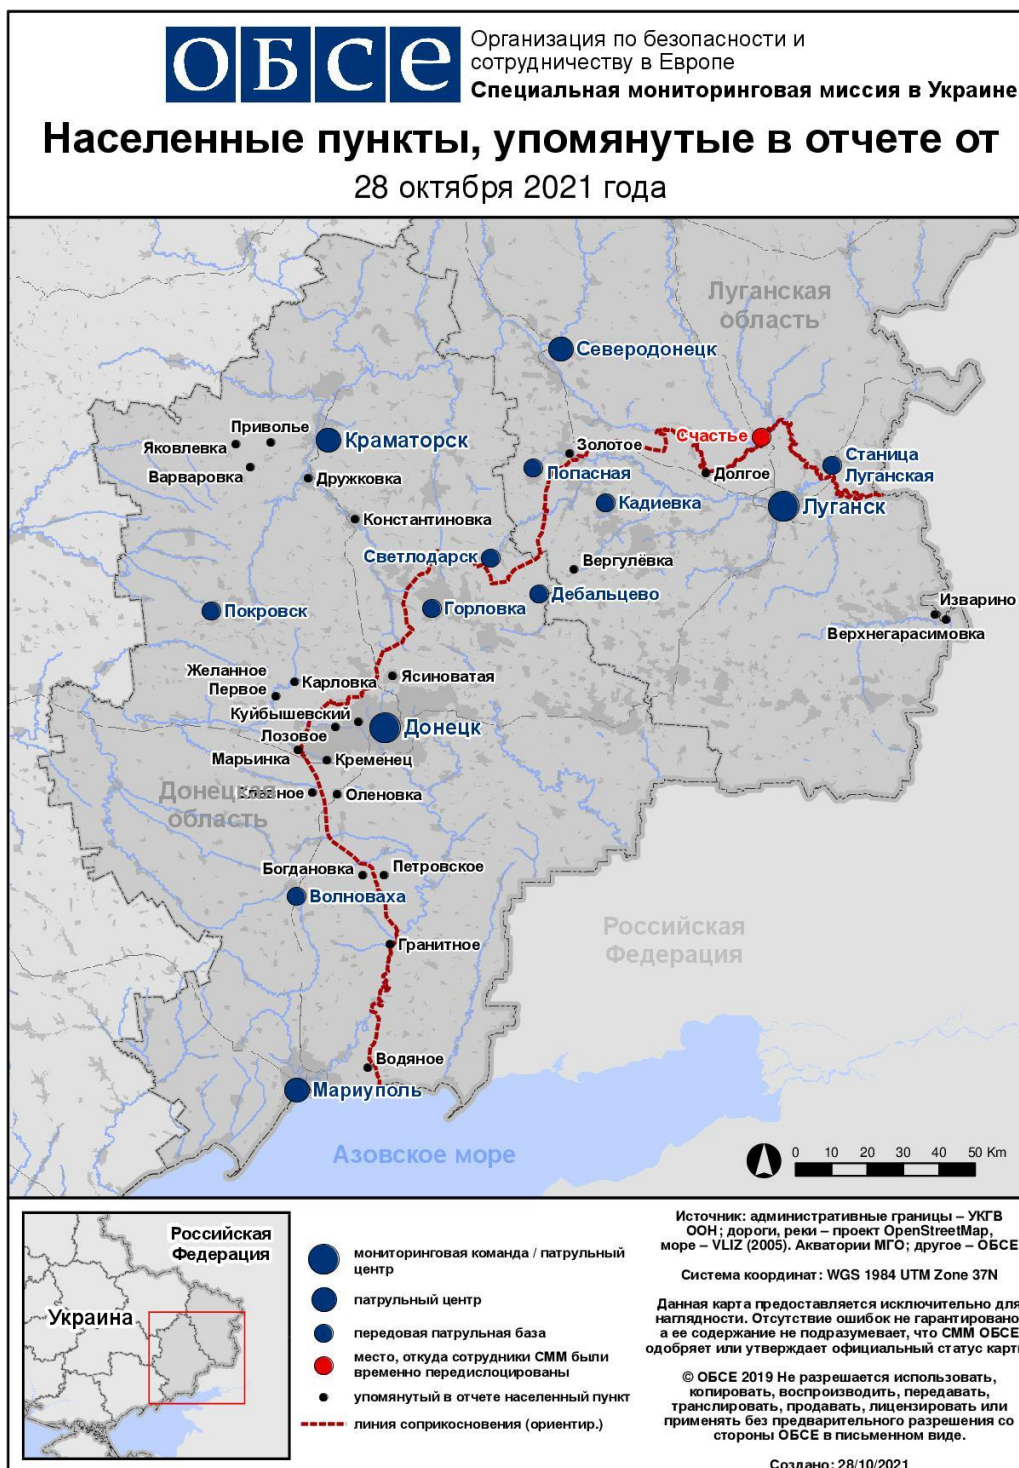 ОБСЕ
Организация по безопасности и
сотрудничеству в Европе
Специальная мониторинговая миссия в Украине
Населенные пункты, упомянутые в отчете от
28 октября 2021 года
Луганская
область
Северодонецк
Приволье
Яковлевка
Краматорск
Варваровка
Дружковка
Золотое
Счастье
Попасная
Долгое
Станица
Луганская
Кадиевка
Луганск
Константиновка
Светлодарск
Вергулёвка
Дебальцево
Покровск
Горловка
Изварино
Верхнегарасимовка
Желанное
Первое
Карловка
Ясиноватая
Куйбышевский
Донецк
Лозовое
Марьинка
Кременец
Донецкая
область
Оленовка
Богдановка
Петровское
Волноваха
Гранитное
Российская
Федерация
Водяное
Мариуполь
Азовское море
0 10 20 30 40 50 Km
Российская
Федерация
Украина
мониторинговая команда / патрульный
центр
патрульный центр
передовая патрульная база
место, откуда сотрудники СММ были
временно передислоцированы
упомянутый в отчете населенный пункт
линия соприкосновения (ориентир.)
Источник: административные границы – УКГВ
ООН; дороги, реки – проект OpenStreetMap,
море – VLIZ (2005). Акватории МГО; другое – ОБСЕ
Система координат: WGS 1984 UTM Zone 37N
Данная карта предоставляется исключительно для
наглядности. Отсутствие ошибок не гарантировано,
а ее содержание не подразумевает, что СММ ОБСЕ
одобряет или утверждает официальный статус карт
© ОБСЕ 2019 Не разрешается использовать,
копировать, воспроизводить, передавать,
транслировать, продавать, лицензировать или
применять без предварительного разрешения со
стороны ОБСЕ в письменном виде.
Создано: 28/10/2021